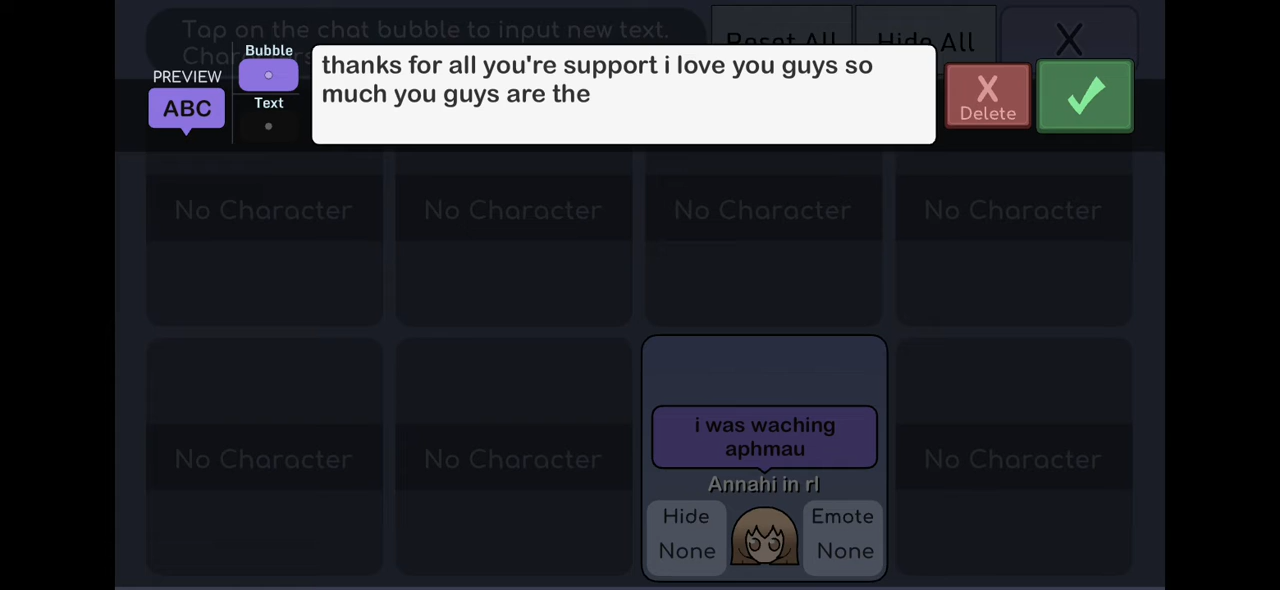 Tap on the chat bubble to input new text.
Reset All
Hide All
X
Bubble
PREVIEW
ABC
Text
thanks for all you're support i love you guys so
much you guys are the
X
Delete
No Character
No Character
No Character
No Character
No Character
No Character
i was waching
aphmau
Annahi in rl
Hide
None
Emote
None
No Character